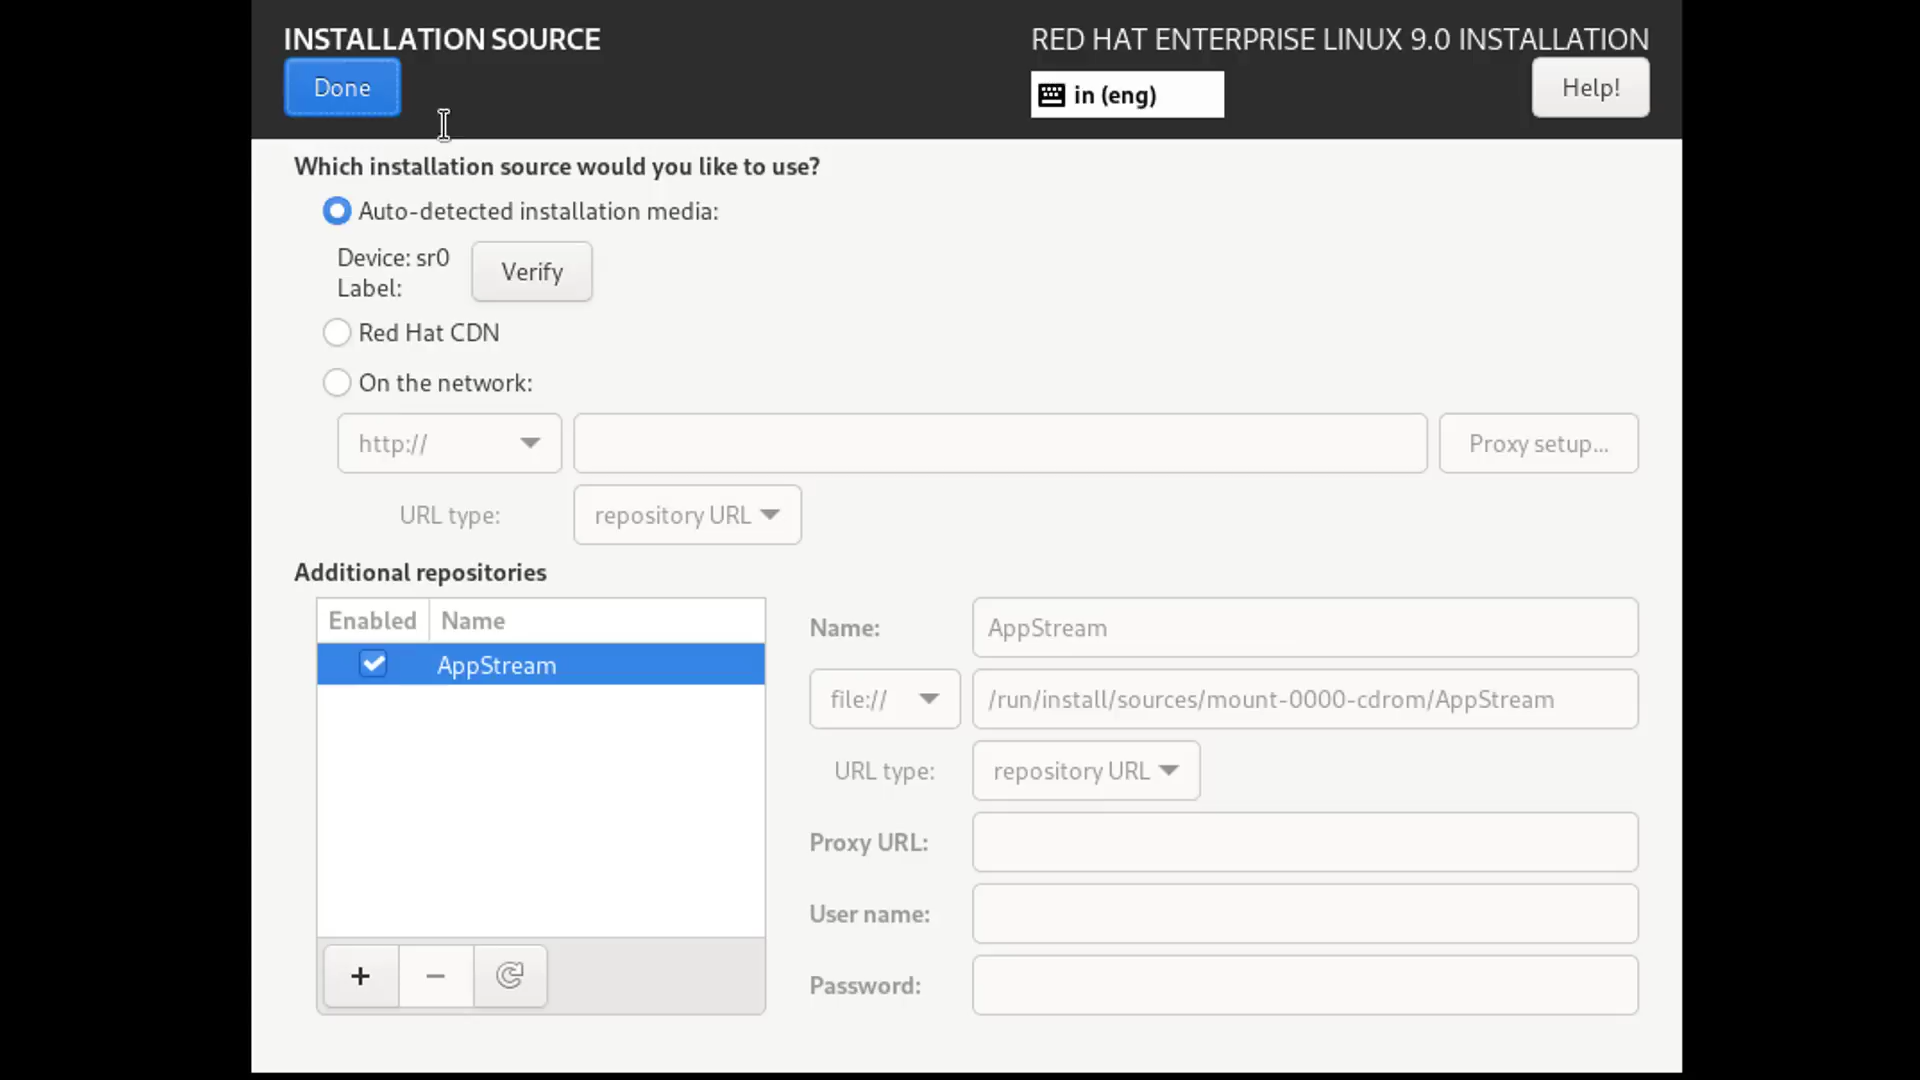 INSTALLATION SOURCE
RED HAT ENTERPRISE LINUX 9.0 INSTALLATION
Done
in (eng)
Help!
Which installation source would you like to use?
Auto-detected installation media:
Device: sr0
Label:
Verify
Red Hat CDN
On the network:
http://
Proxy setup...
URL type:
repository URL
Additional repositories
Enabled Name
AppStream
Name: AppStream
file:// /run/install/sources/mount-0000-cdrom/AppStream
URL type: repository URL
Proxy URL:
User name:
Password: